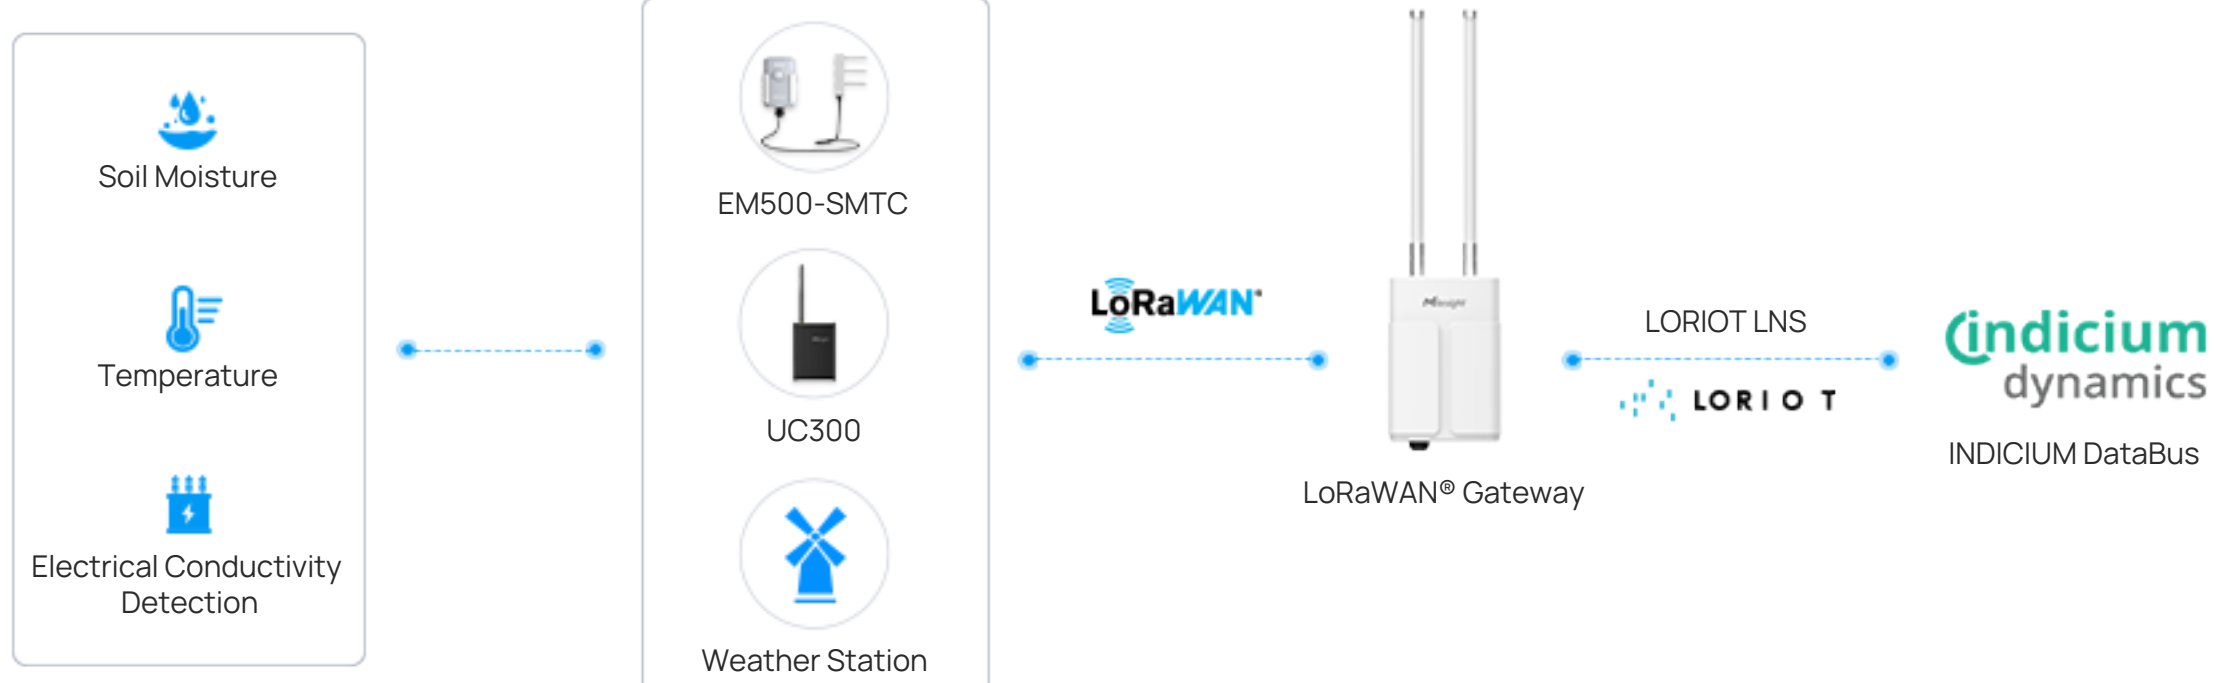 Soil Moisture
Temperature
Electrical Conductivity
Detection
EM500-SMTC
UC300
Weather Station
LoRaWAN®
Milesight
LoRaWAN® Gateway
LORIOT LNS
LORIOT
indicium
dynamics
INDICIUM DataBus